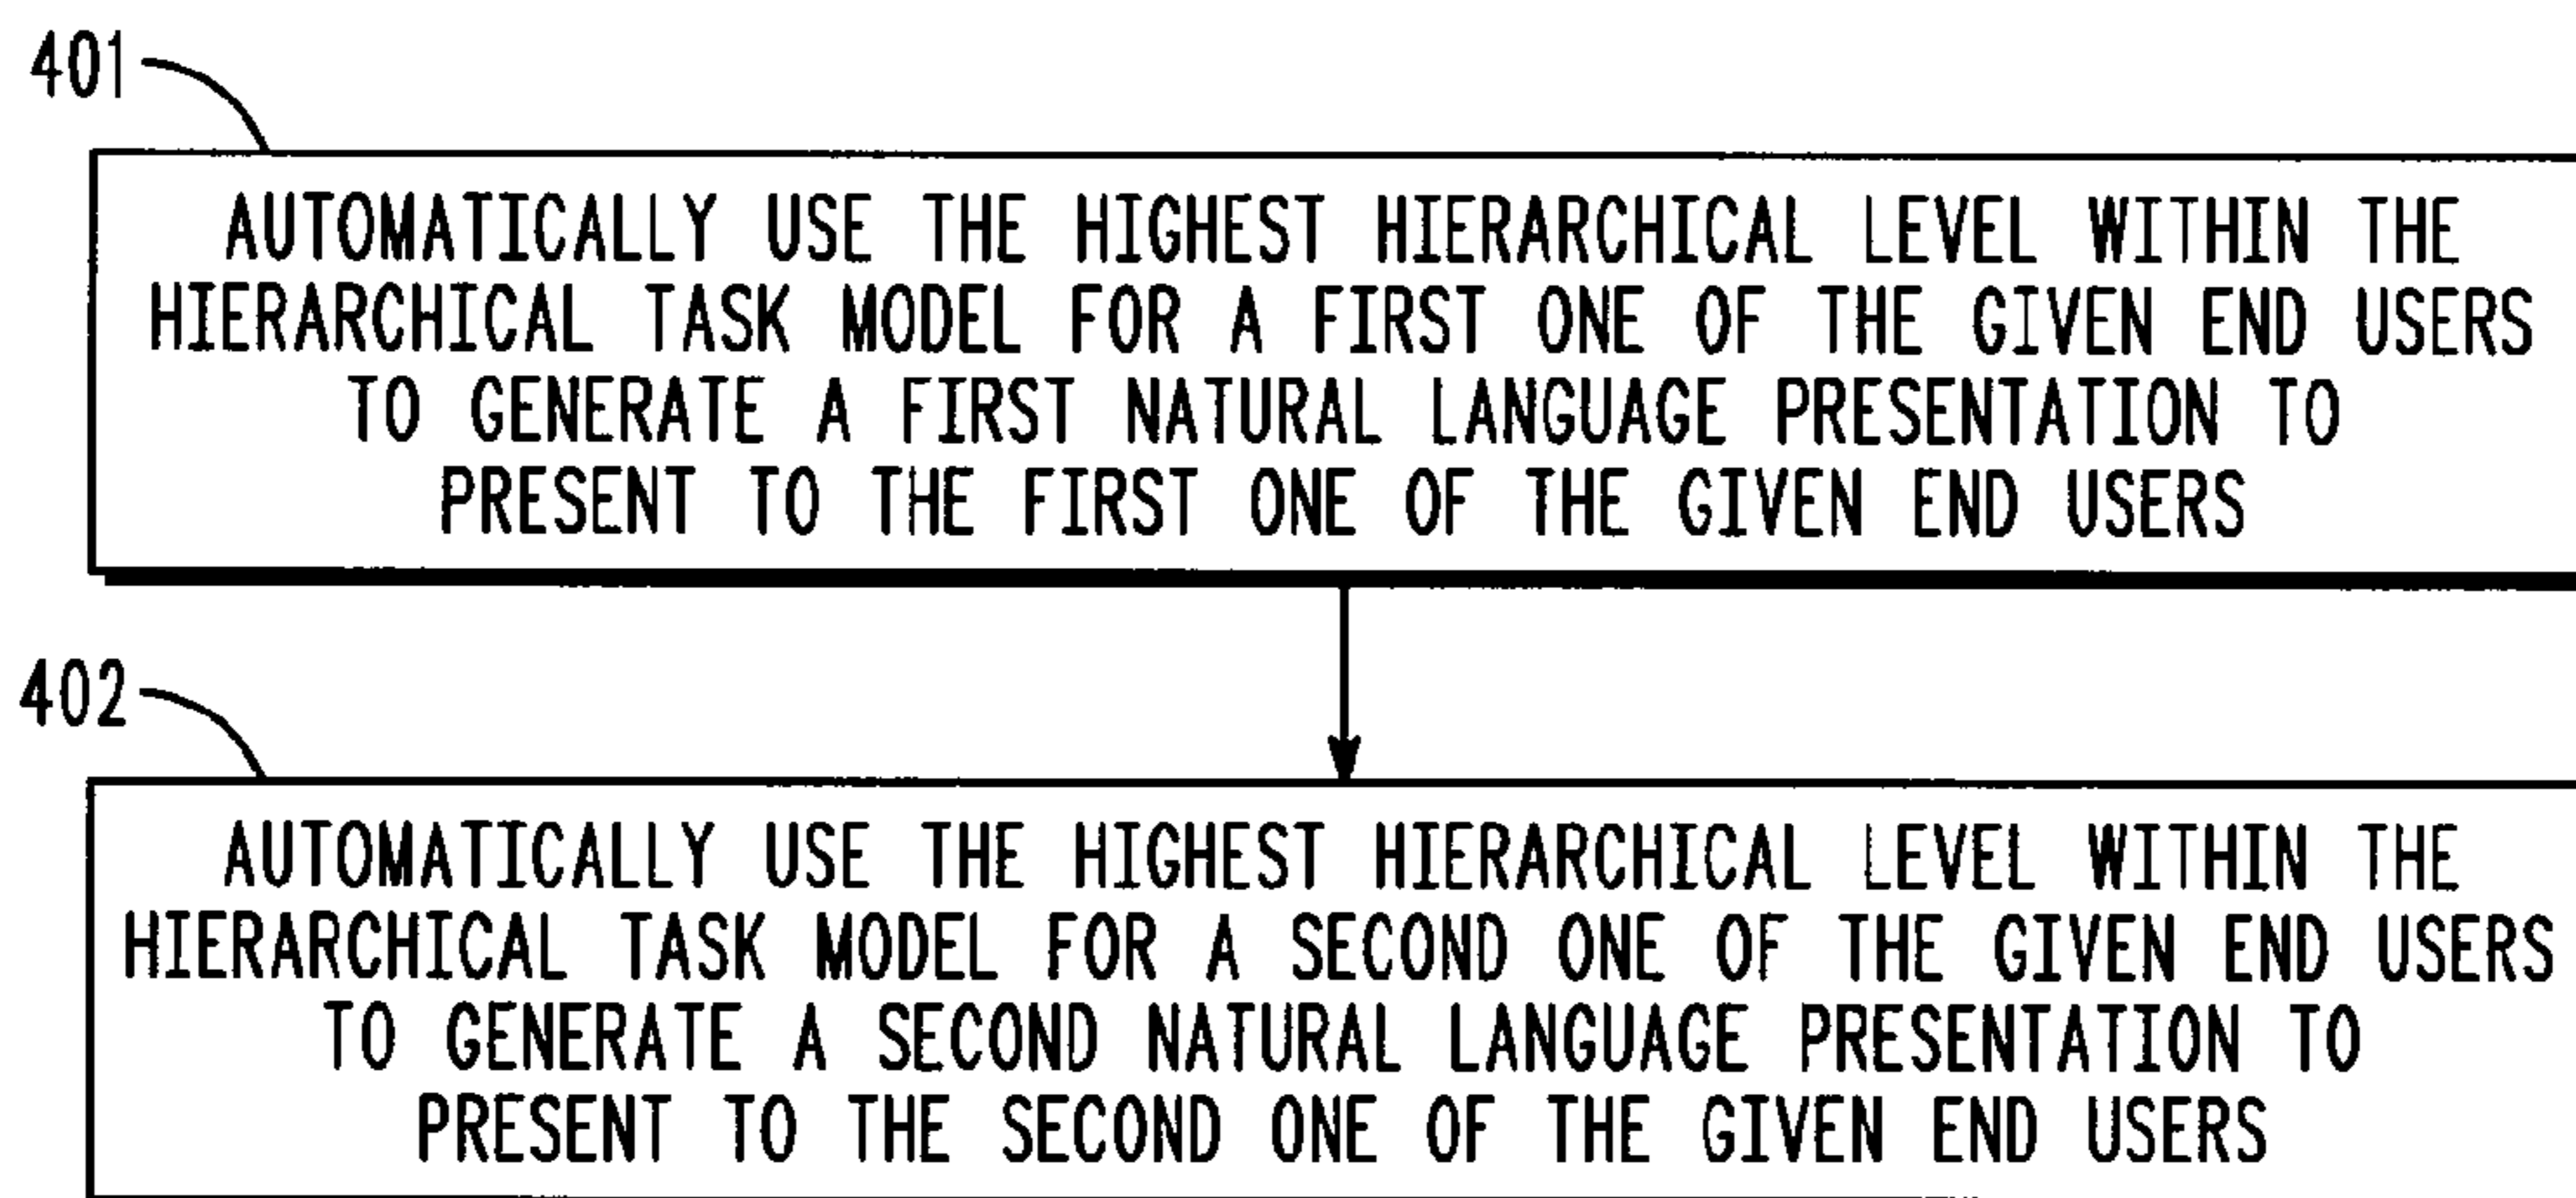 401
AUTOMATICALLY USE THE HIGHEST HIERARCHICAL LEVEL WITHIN THE
HIERARCHICAL TASK MODEL FOR A FIRST ONE OF THE GIVEN END USERS
TO GENERATE A FIRST NATURAL LANGUAGE PRESENTATION TO
PRESENT TO THE FIRST ONE OF THE GIVEN END USERS
402
AUTOMATICALLY USE THE HIGHEST HIERARCHICAL LEVEL WITHIN THE
HIERARCHICAL TASK MODEL FOR A SECOND ONE OF THE GIVEN END USERS
TO GENERATE A SECOND NATURAL LANGUAGE PRESENTATION TO
PRESENT TO THE SECOND ONE OF THE GIVEN END USERS